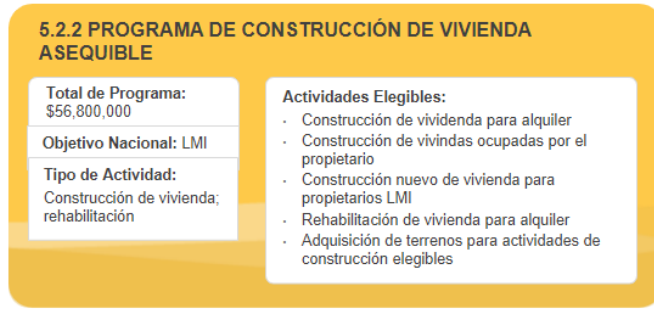 5.2.2 PROGRAMA DE CONSTRUCCIÓN DE VIVIENDA
ASEQUIBLE
Total de Programa:
$56,800,000
Objetivo Nacional: LMI
Tipo de Actividad:
Construcción de vivienda;
rehabilitación
Actividades Elegibles:
· Construcción de vividenda para alquiler
· Construcción de vivindas ocupadas por el
propietario
· Construcción nuevo de vivienda para
propietarios LMI
· Rehabilitación de vivienda para alquiler
· Adquisición de terrenos para actividades de
construcción elegibles